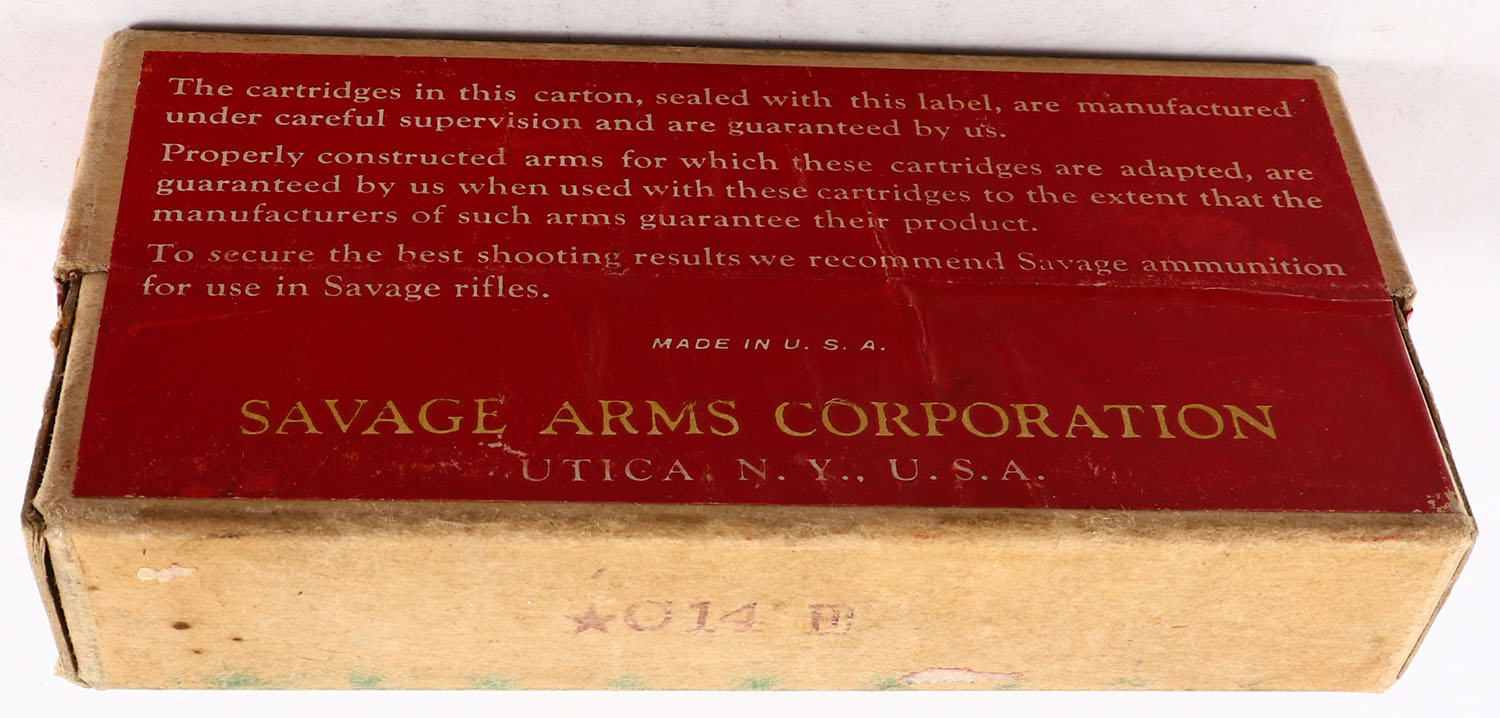 The cartridges in this carton, sealed with this label, are manufactured
under careful supervision and are guaranteed by us.
Properly constructed arms for which these cartridges are adapted, are
guaranteed by us when used with these cartridges to the extent that the
manufacturers of such arms guarantee their product.
To secure the best shooting results we recommend Savage ammunition
for use in Savage rifles.
MADE IN U. S. A.
SAVAGE ARMS CORPORATION
UTICA, N. Y., U. S. A.
★C14